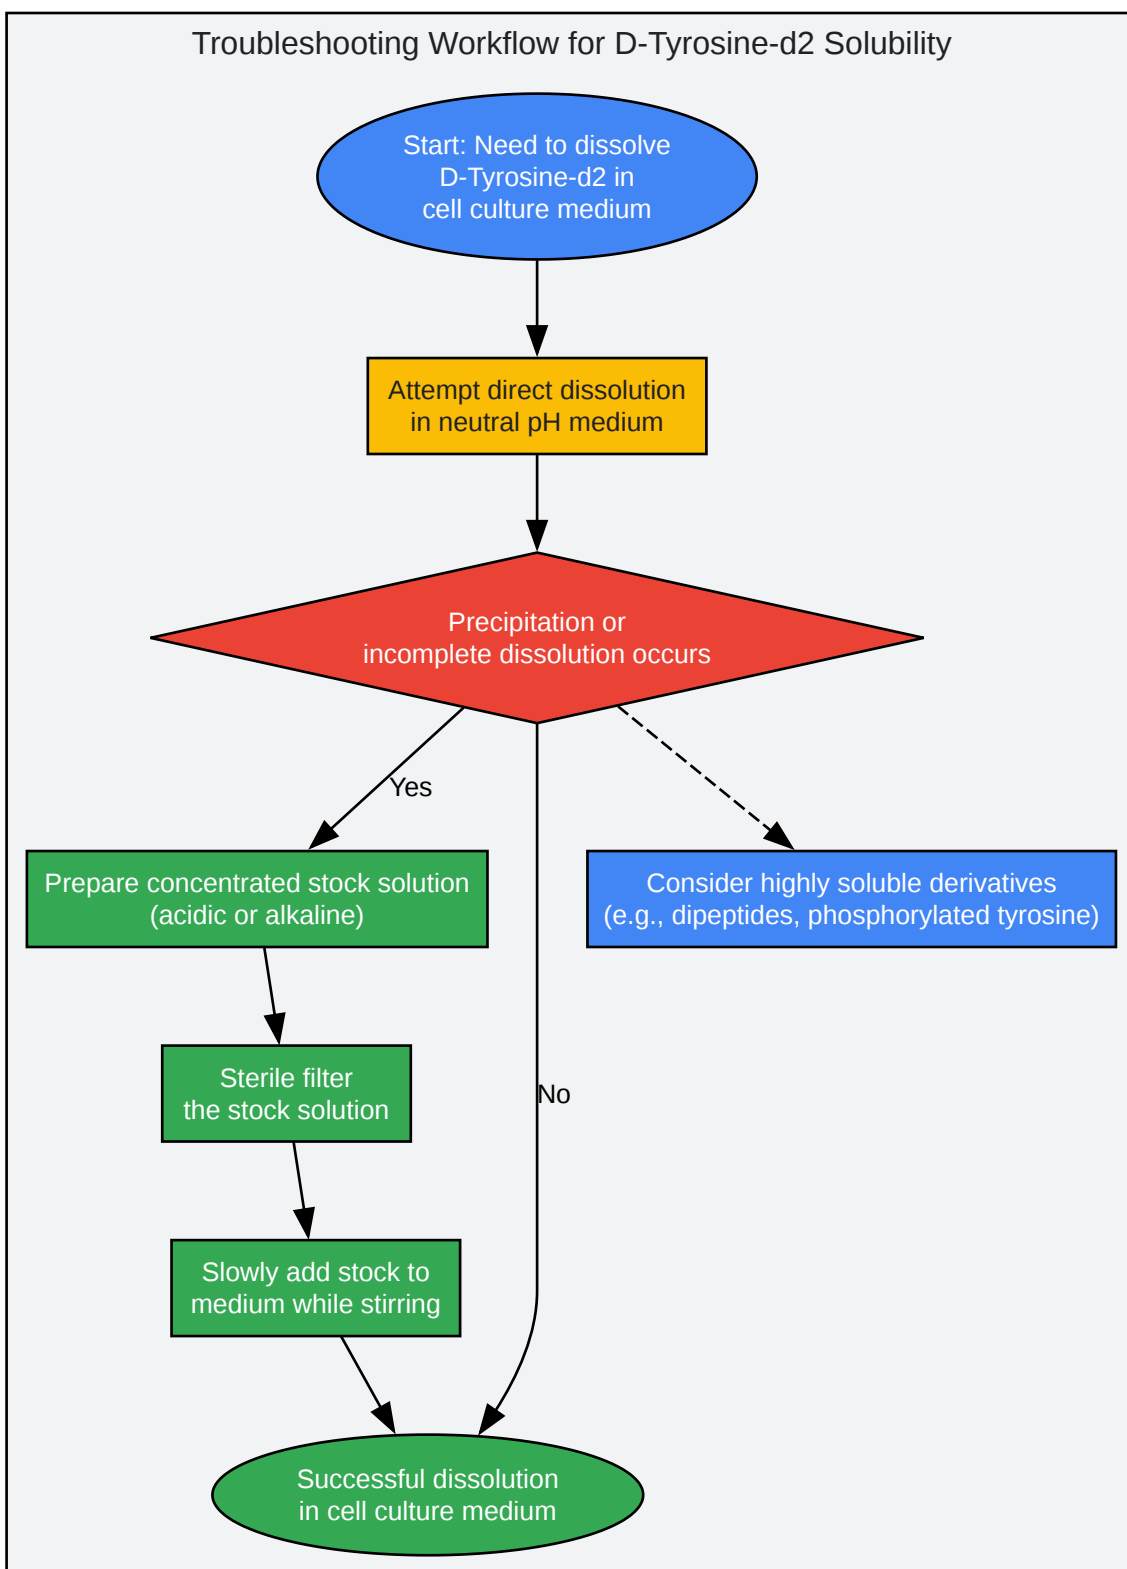 Troubleshooting Workflow for D-Tyrosine-d2 Solubility
Start: Need to dissolve
D-Tyrosine-d2 in
cell culture medium
Attempt direct dissolution
in neutral pH medium
Precipitation or
incomplete dissolution occurs
Yes
Prepare concentrated stock solution
(acidic or alkaline)
Consider highly soluble derivatives
(e.g., dipeptides, phosphorylated tyrosine)
Sterile filter
the stock solution
No
Slowly add stock to
medium while stirring
Successful dissolution
in cell culture medium